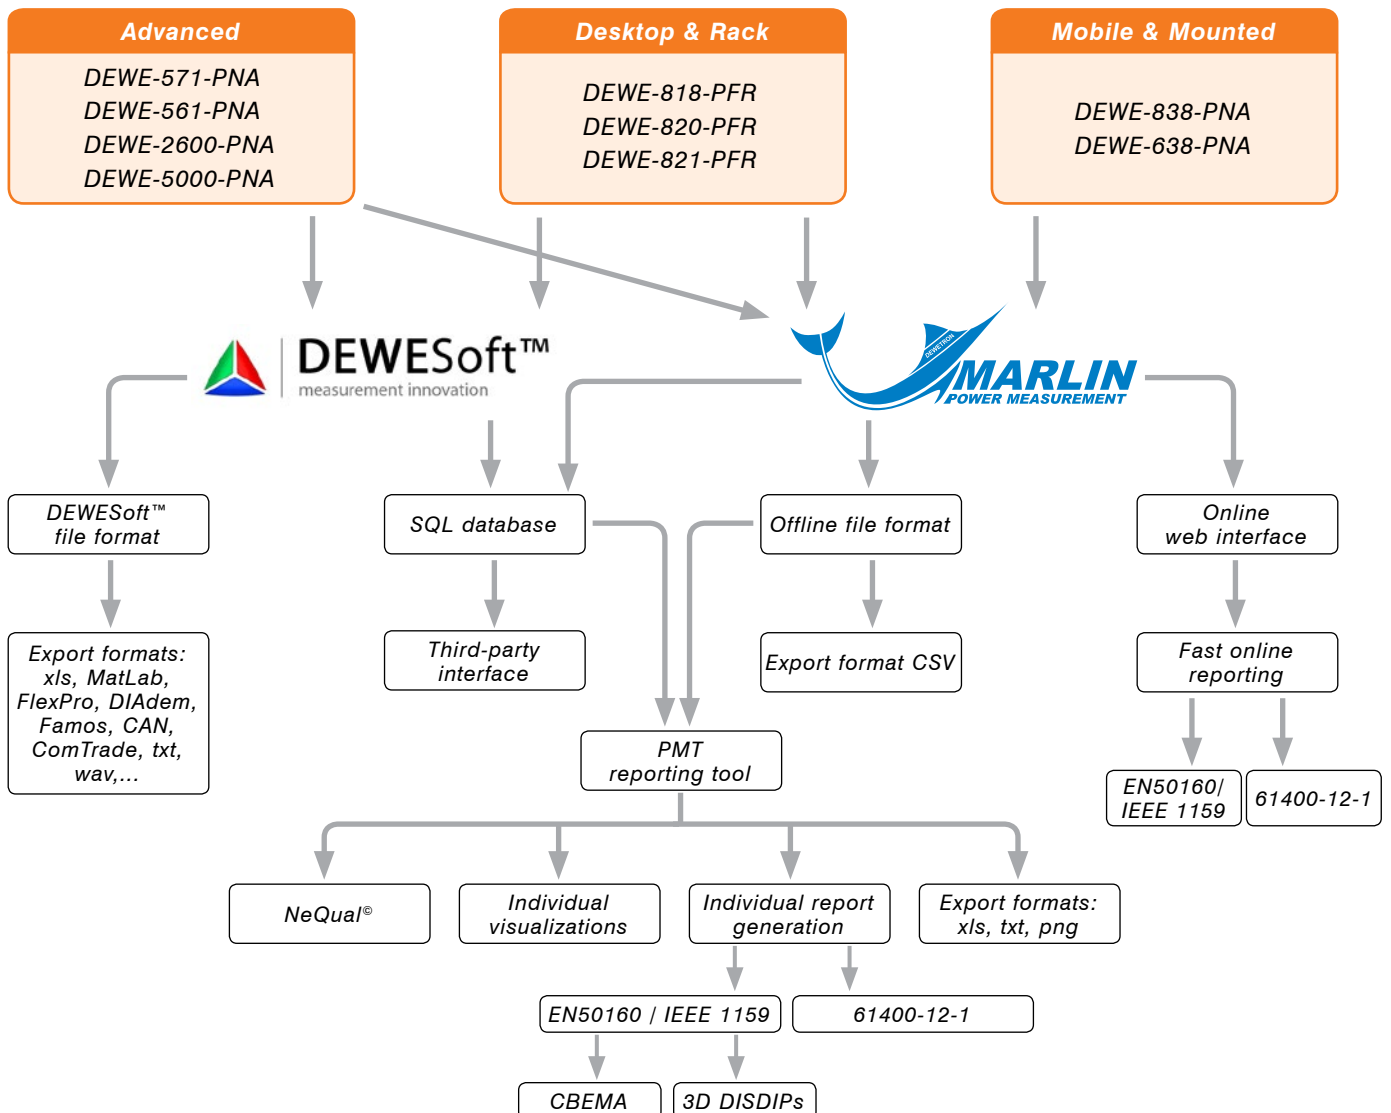 Advanced
DEWE-571-PNA
DEWE-561-PNA
DEWE-2600-PNA
DEWE-5000-PNA
Desktop & Rack
DEWE-818-PFR
DEWE-820-PFR
DEWE-821-PFR
Mobile & Mounted
DEWE-838-PNA
DEWE-638-PNA
DEWESoft™
measurement innovation
DEWETRON
MARLIN
POWER MEASUREMENT
DEWESoft™
file format
SQL database
Offline file format
Online
web interface
Export formats:
xls, MatLab,
FlexPro, DIAdem,
Famos, CAN,
ComTrade, txt,
wav,...
Third-party
interface
Export format CSV
Fast online
reporting
PMT
reporting tool
EN50160/
IEEE 1159
61400-12-1
NeQual©
Individual
visualizations
Individual report
generation
Export formats:
xls, txt, png
EN50160 / IEEE 1159
61400-12-1
CBEMA
3D DISDIPs